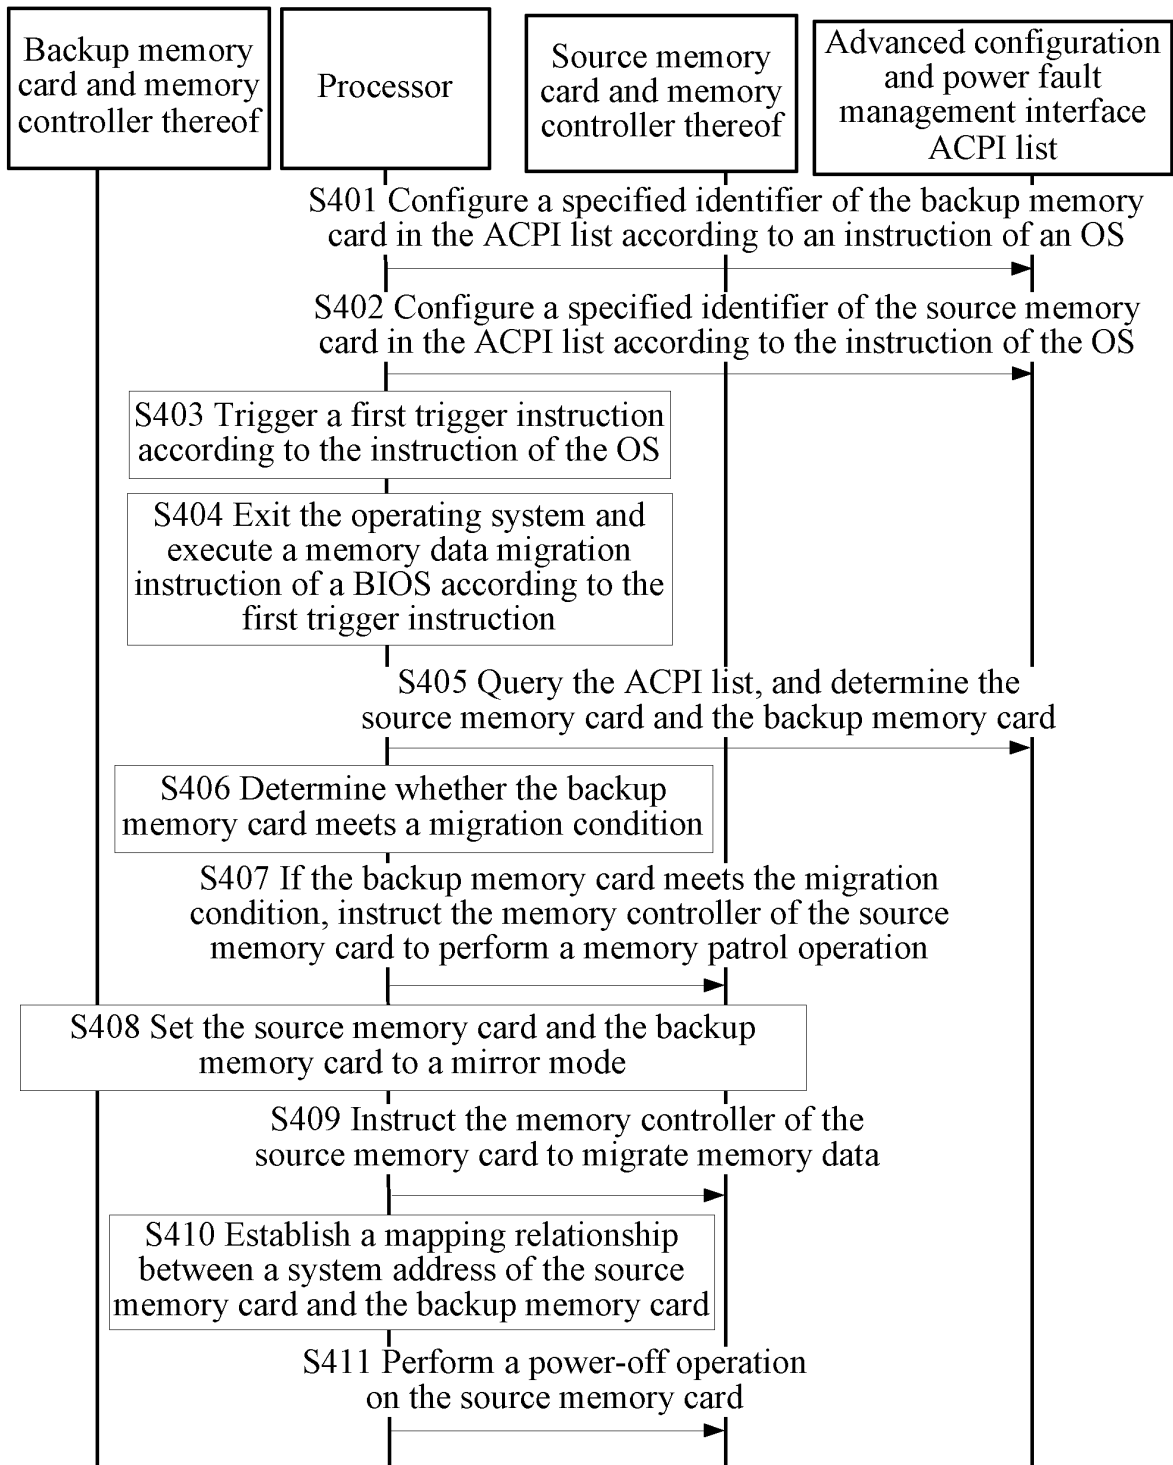 Backup memory
card and memory
controller thereof
Processor
Source memory
card and memory
controller thereof
Advanced configuration
and power fault
management interface
ACPI list
S401 Configure a specified identifier of the backup memory
card in the ACPI list according to an instruction of an OS
S402 Configure a specified identifier of the source memory
card in the ACPI list according to the instruction of the OS
S403 Trigger a first trigger instruction
according to the instruction of the OS
S404 Exit the operating system and
execute a memory data migration
instruction of a BIOS according to the
first trigger instruction
S405 Query the ACPI list, and determine the
source memory card and the backup memory card
S406 Determine whether the backup
memory card meets a migration condition
S407 If the backup memory card meets the migration
condition, instruct the memory controller of the source
memory card to perform a memory patrol operation
S408 Set the source memory card and the backup
memory card to a mirror mode
S409 Instruct the memory controller of the
source memory card to migrate memory data
S410 Establish a mapping relationship
between a system address of the source
memory card and the backup memory card
S411 Perform a power-off operation
on the source memory card